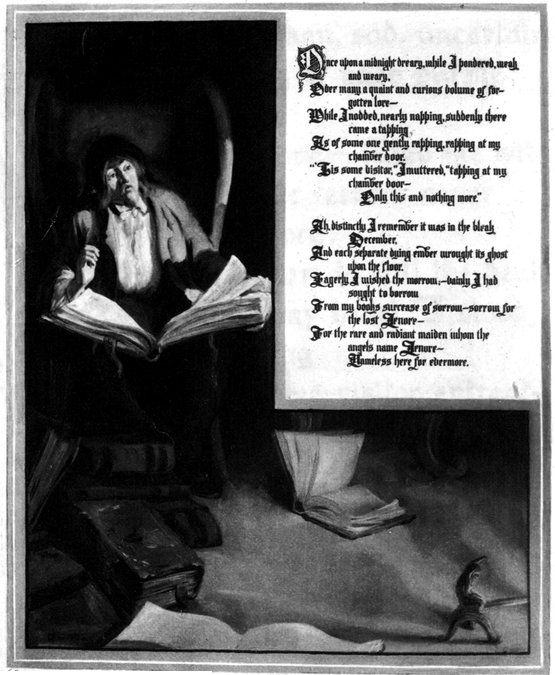 Once upon a midnight dreary, while I pondered, weak
and weary,
Over many a quaint and curious volume of for-
gotten lore—
While I nodded, nearly napping, suddenly there
came a tapping
As of some one gently rapping, rapping at my
chamber door.
"'Tis some visitor," I muttered, "tapping at my
chamber door—
Only this and nothing more."
Ah, distinctly I remember it was in the bleak
December,
And each separate dying ember wrought its ghost
upon the floor.
Eagerly I wished the morrow;—vainly I had
sought to borrow
From my books surcease of sorrow—sorrow for
the lost Lenore—
For the rare and radiant maiden whom the
angels name Lenore—
Nameless here for evermore.